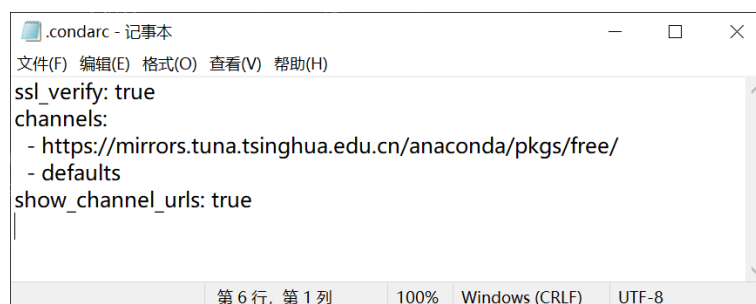 .condarc - 记事本
文件(F) 编辑(E) 格式(O) 查看(V) 帮助(H)
ssl_verify: true
channels:
  - https://mirrors.tuna.tsinghua.edu.cn/anaconda/pkgs/free/
  - defaults
show_channel_urls: true
第 6 行，第 1 列 100% Windows (CRLF) UTF-8